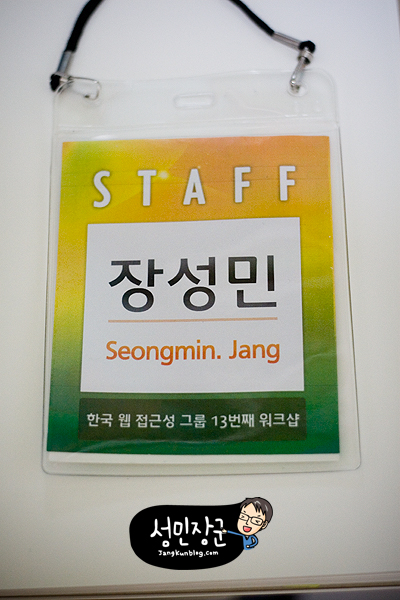 STAFF
장성민
Seongmin. Jang
한국 웹 접근성 그룹 13번째 워크샵
성민장군
Jangkunblog.com